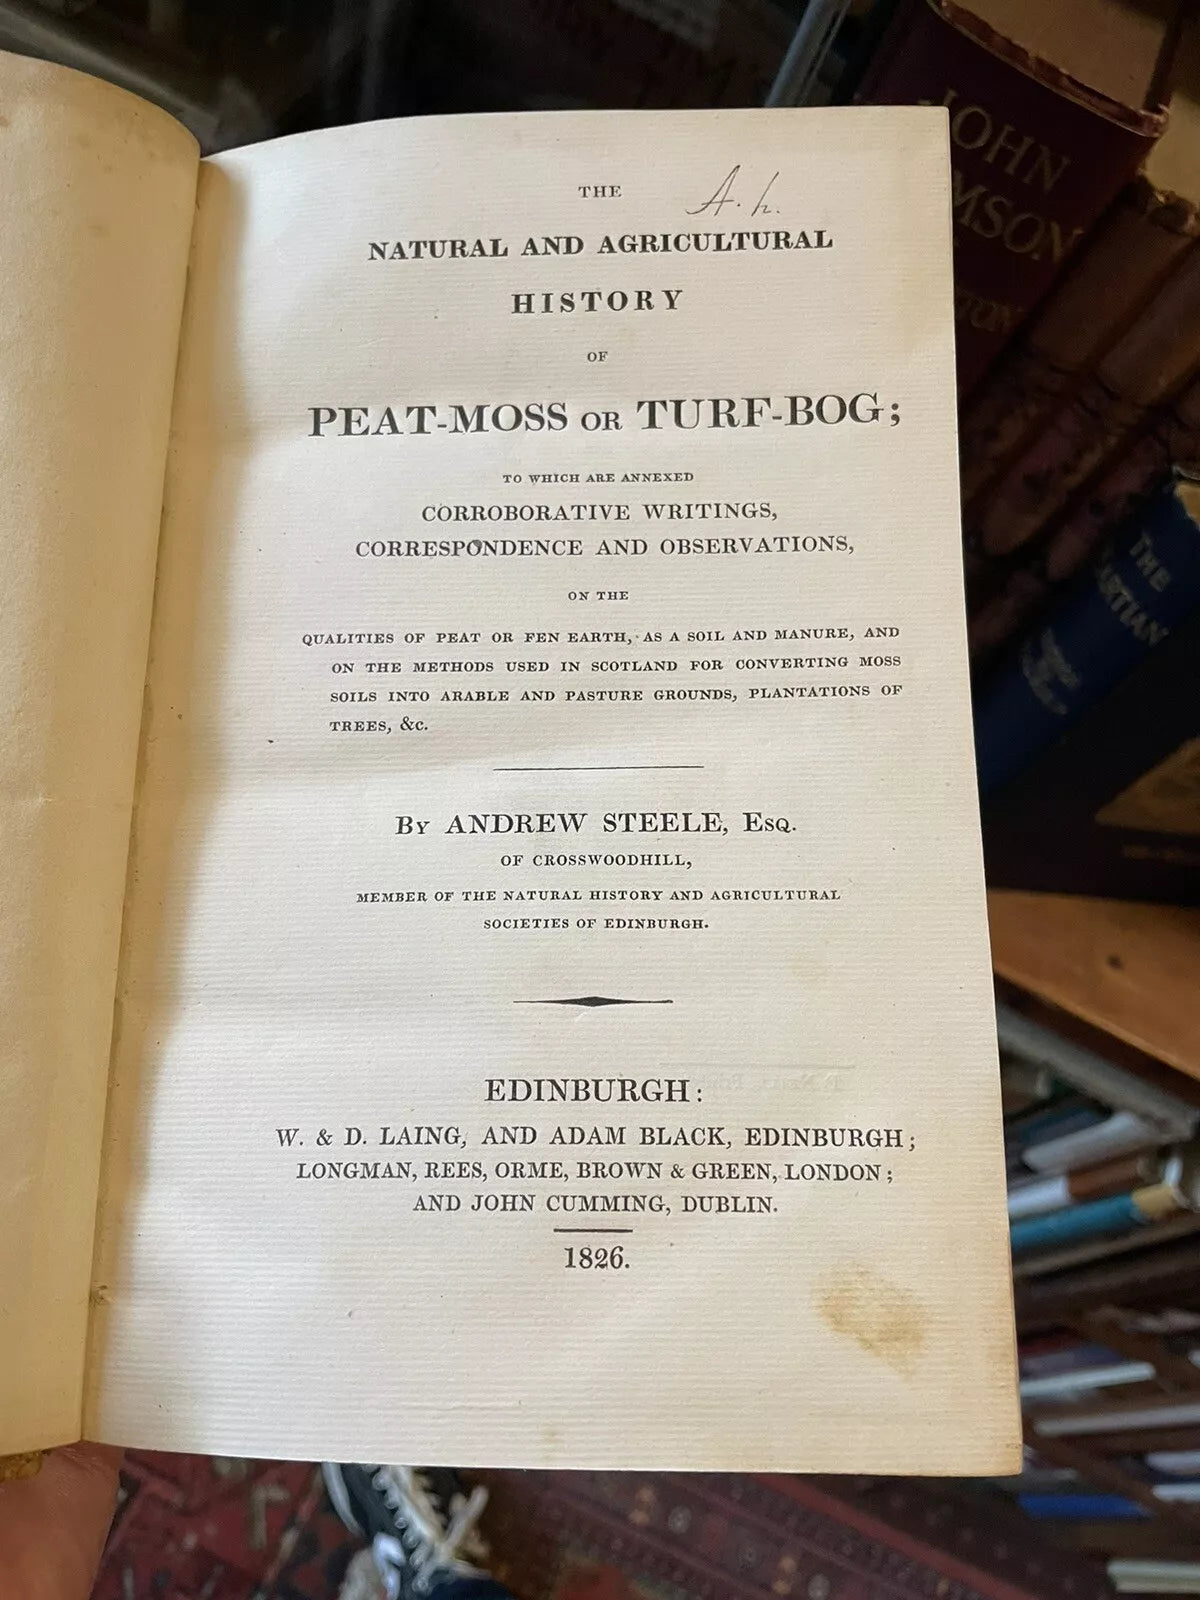 THE
A. h.
NATURAL AND AGRICULTURAL
HISTORY
OF
PEAT-MOSS OR TURF-BOG;
TO WHICH ARE ANNEXED
CORROBORATIVE WRITINGS,
CORRESPONDENCE AND OBSERVATIONS,
ON THE
QUALITIES OF PEAT OR FEN EARTH, AS A SOIL AND MANURE, AND
ON THE METHODS USED IN SCOTLAND FOR CONVERTING MOSS
SOILS INTO ARABLE AND PASTURE GROUNDS, PLANTATIONS OF
TREES, &c.
BY ANDREW STEELE, ESQ.
OF CROSSWOODHILL,
MEMBER OF THE NATURAL HISTORY AND AGRICULTURAL
SOCIETIES OF EDINBURGH.
EDINBURGH:
W. & D. LAING, AND ADAM BLACK, EDINBURGH;
LONGMAN, REES, ORME, BROWN & GREEN, LONDON;
AND JOHN CUMMING, DUBLIN.
1826.
JOHN
THE